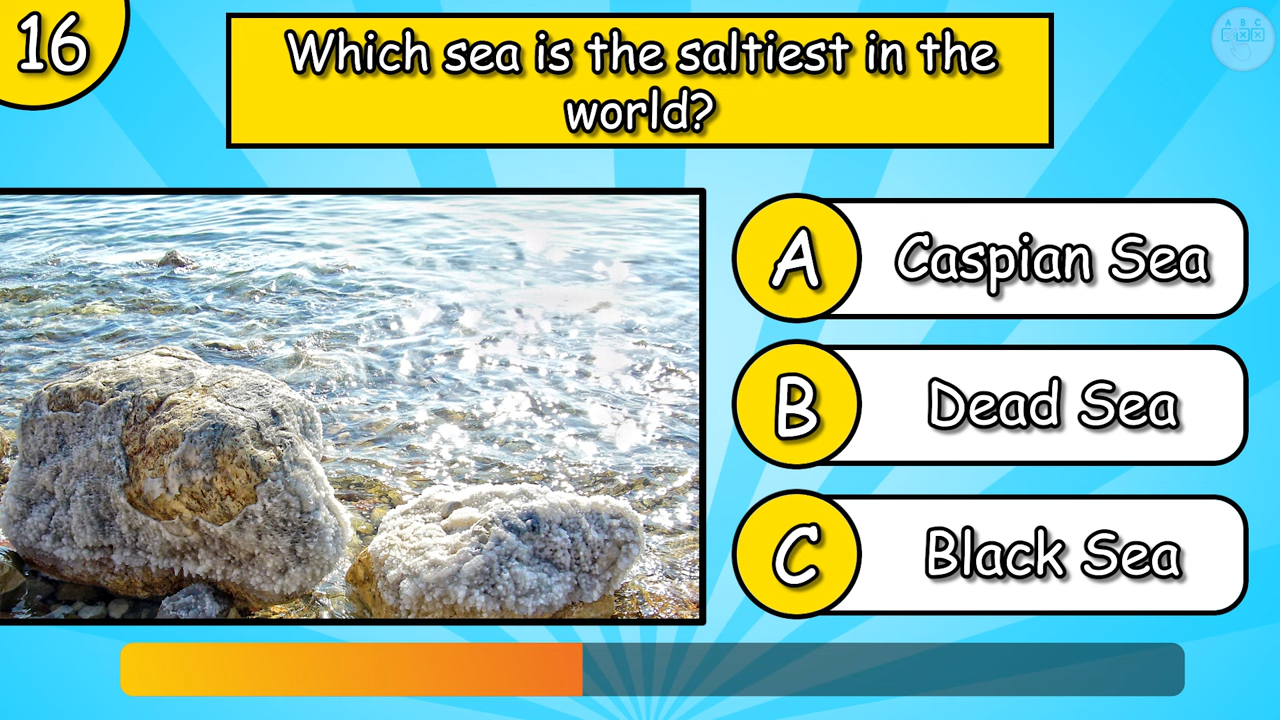 16
Which sea is the saltiest in the
world?
A B C
A Caspian Sea
B Dead Sea
C Black Sea